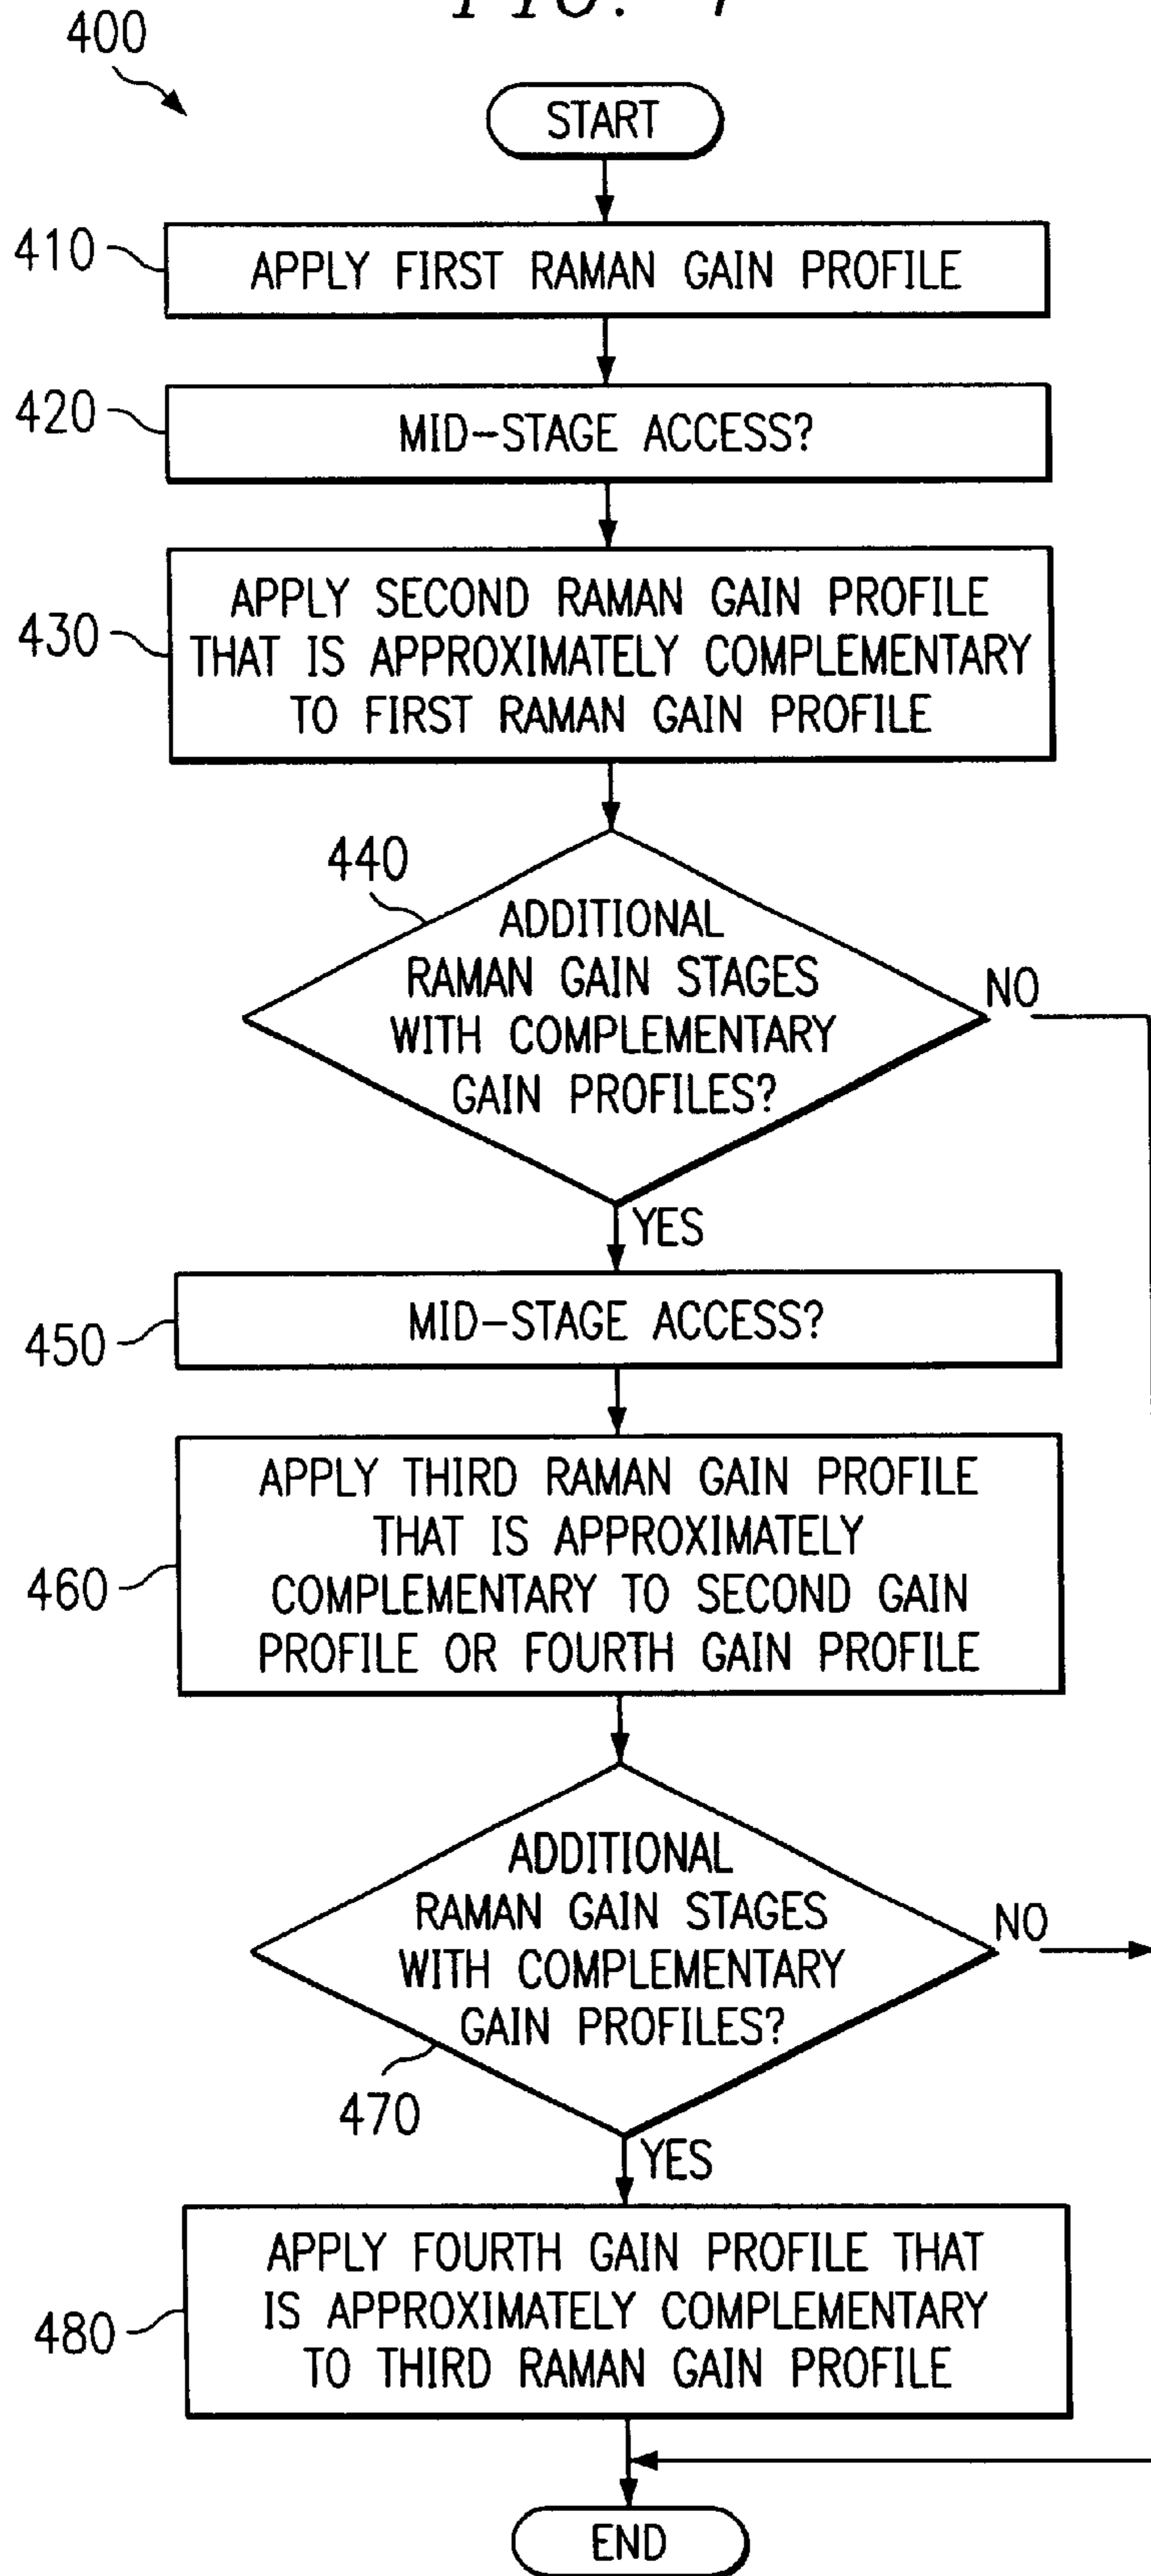 400
START
410
APPLY FIRST RAMAN GAIN PROFILE
420
MID-STAGE ACCESS?
430
APPLY SECOND RAMAN GAIN PROFILE
THAT IS APPROXIMATELY COMPLEMENTARY
TO FIRST RAMAN GAIN PROFILE
440
ADDITIONAL
RAMAN GAIN STAGES
WITH COMPLEMENTARY
GAIN PROFILES?
NO
YES
450
MID-STAGE ACCESS?
460
APPLY THIRD RAMAN GAIN PROFILE
THAT IS APPROXIMATELY
COMPLEMENTARY TO SECOND GAIN
PROFILE OR FOURTH GAIN PROFILE
ADDITIONAL
RAMAN GAIN STAGES
WITH COMPLEMENTARY
GAIN PROFILES?
NO
470
YES
480
APPLY FOURTH GAIN PROFILE THAT
IS APPROXIMATELY COMPLEMENTARY
TO THIRD RAMAN GAIN PROFILE
END